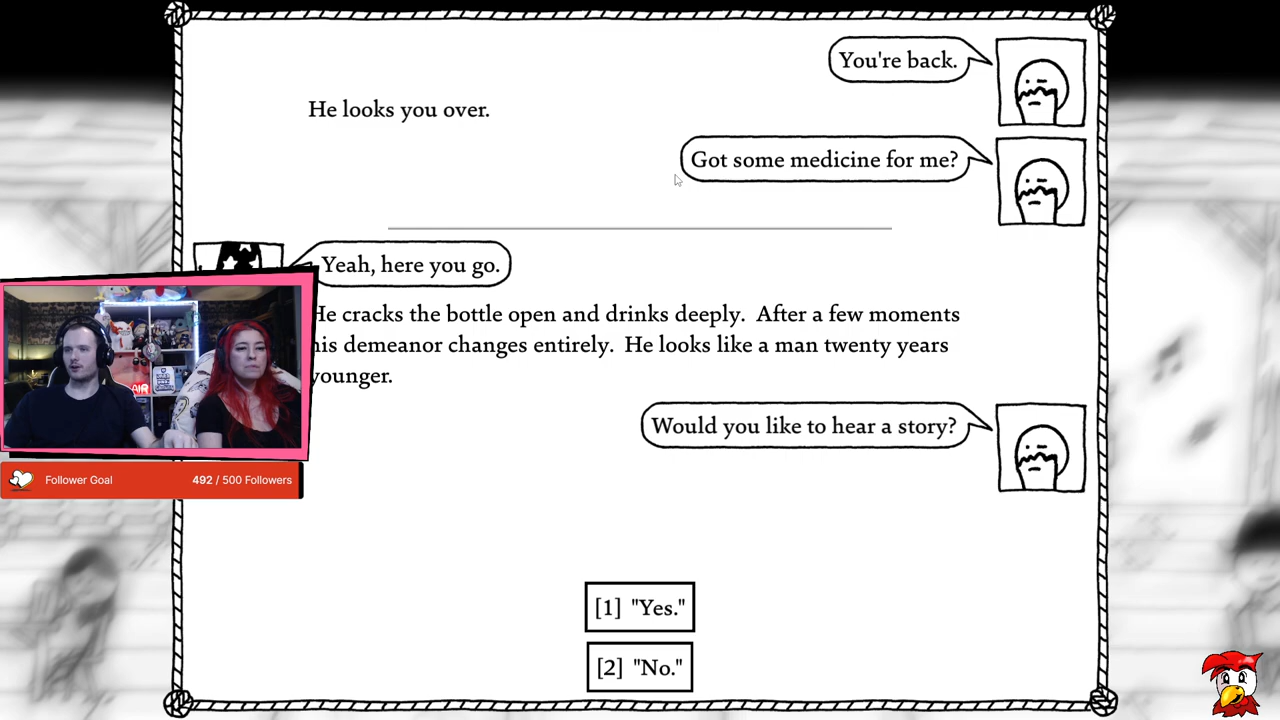 You're back.
He looks you over.
Got some medicine for me?
Yeah, here you go.
He cracks the bottle open and drinks deeply. After a few moments
his demeanor changes entirely. He looks like a man twenty years
younger.
Would you like to hear a story?
AIR
Follower Goal 492 / 500 Followers
[1] "Yes."
[2] "No."